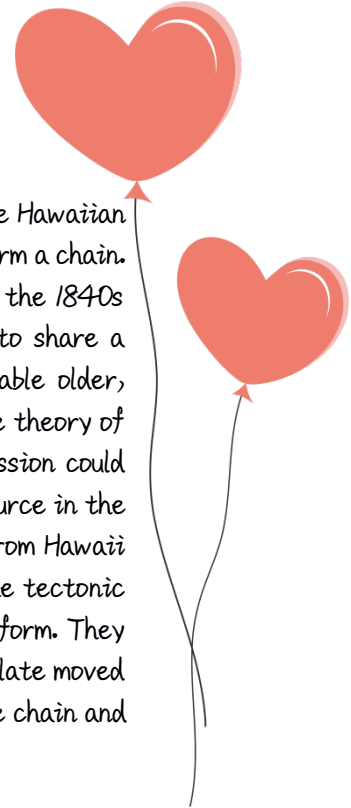 e Hawaiian
rm a chain.
the 1840s
to share a
able older,
e theory of
ssion could
urce in the
rom Hawaii
e tectonic
form. They
late moved
e chain and